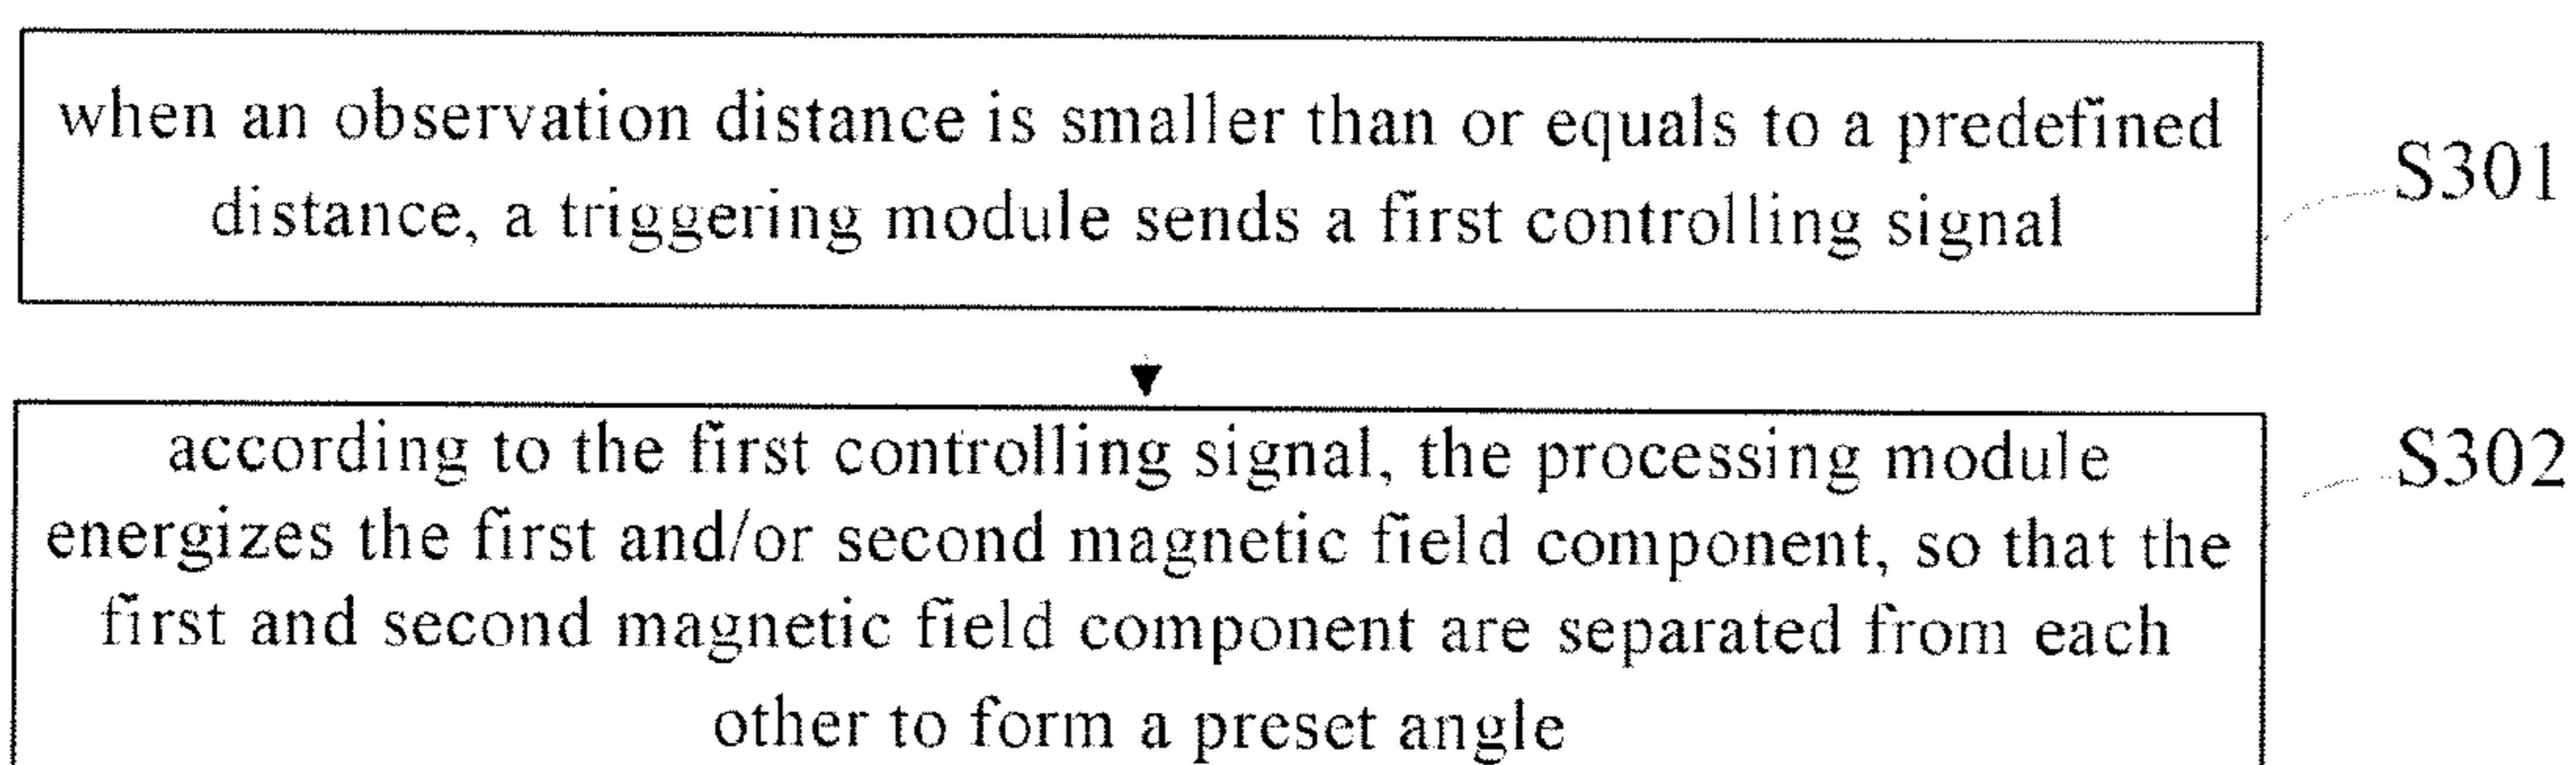 when an observation distance is smaller than or equals to a predefined
distance, a triggering module sends a first controlling signal
S301
according to the first controlling signal, the processing module
S302
energizes the first and/or second magnetic field component, so that the
first and second magnetic field component are separated from each
other to form a preset angle